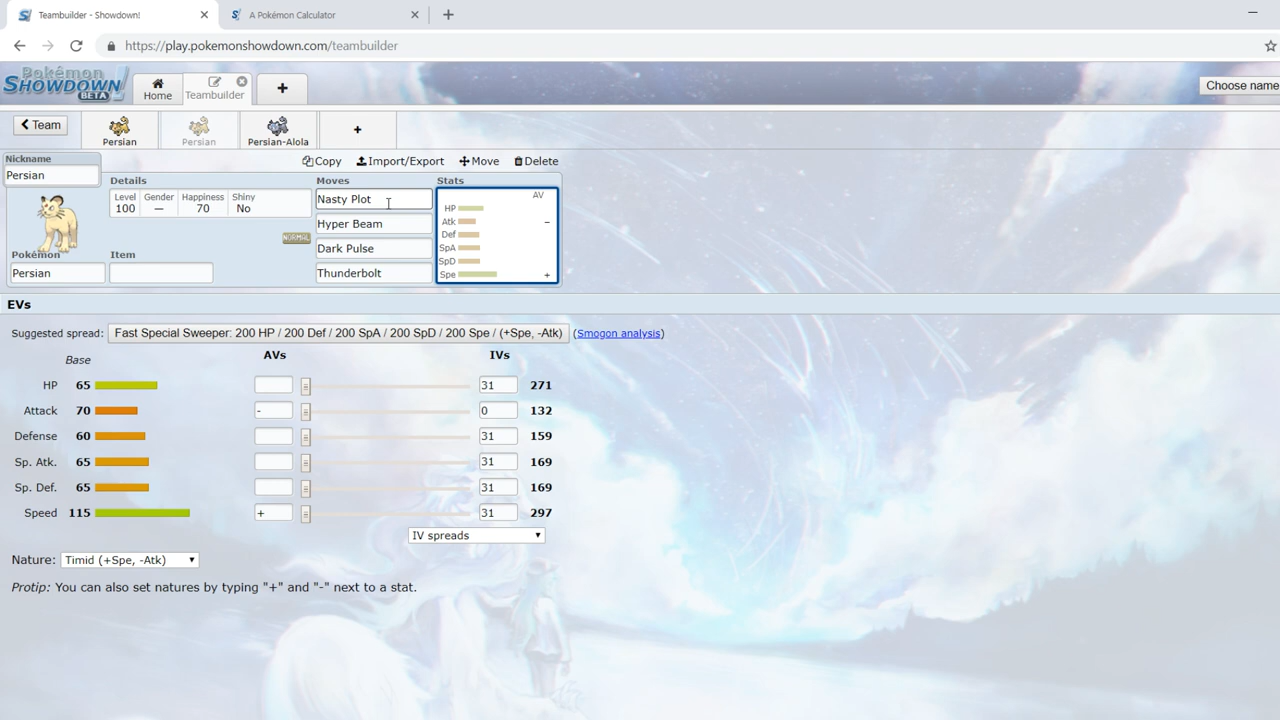 Teambuilder - Showdown!
A Pokémon Calculator
https://play.pokemonshowdown.com/teambuilder
Pokémon
SHOWDOWN!
BETA
Home
Teambuilder
Choose name
Team
Persian
Persian
Persian-Alola
Copy
Import/Export
Move
Delete
Nickname
Persian
Details
Level
100
Gender
—
Happiness
70
Shiny
No
NORMAL
Pokémon
Persian
Item
Moves
Nasty Plot
Hyper Beam
Dark Pulse
Thunderbolt
Stats
AV
HP
Atk −
Def
SpA
SpD
Spe +
EVs
Suggested spread: Fast Special Sweeper: 200 HP / 200 Def / 200 SpA / 200 SpD / 200 Spe / (+Spe, -Atk) (Smogon analysis)
Base AVs IVs
HP 65 31 271
Attack 70 - 0 132
Defense 60 31 159
Sp. Atk. 65 31 169
Sp. Def. 65 31 169
Speed 115 + 31 297
IV spreads
Nature: Timid (+Spe, -Atk)
Protip: You can also set natures by typing "+" and "-" next to a stat.